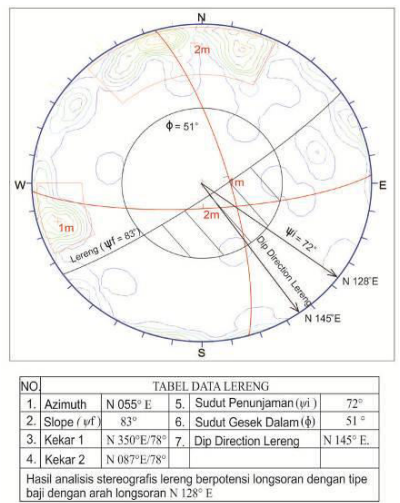 N
2m
ϕ = 51°
W
1m
E
1m
2m
Lereng ( ψf = 83°)
ψi = 72°
Dip Direction Lereng
N 128°E
N 145°E
S
NO. TABEL DATA LERENG
1. Azimuth N 055° E 5. Sudut Penunjaman (ψi) 72°
2. Slope ( ψf ) 83° 6. Sudut Gesek Dalam (ϕ) 51 °
3. Kekar 1 N 350°E/78° 7. Dip Direction Lereng N 145° E.
4. Kekar 2 N 087°E/78°
Hasil analisis stereografis lereng berpotensi longsoran dengan tipe
baji dengan arah longsoran N 128° E